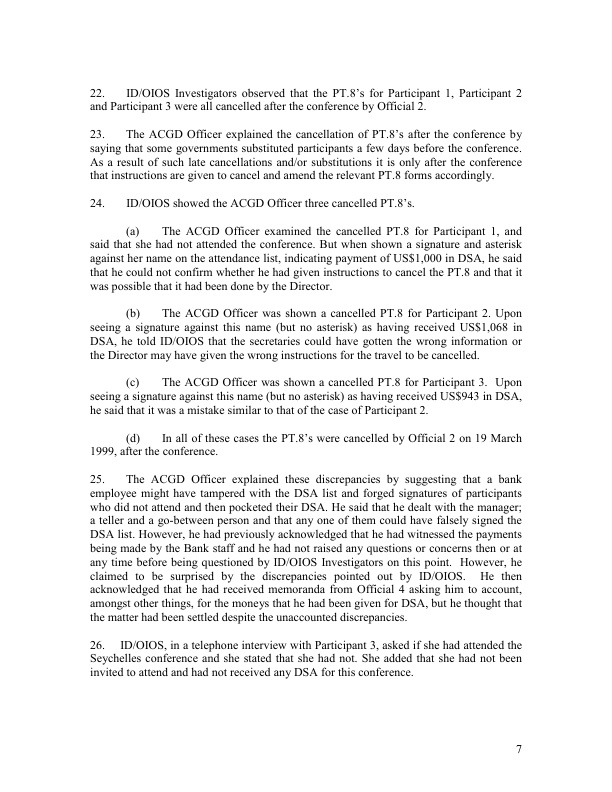 22. ID/OIOS Investigators observed that the PT.8's for Participant 1, Participant 2
and Participant 3 were all cancelled after the conference by Official 2.
23. The ACGD Officer explained the cancellation of PT.8's after the conference by
saying that some governments substituted participants a few days before the conference.
As a result of such late cancellations and/or substitutions it is only after the conference
that instructions are given to cancel and amend the relevant PT.8 forms accordingly.
24. ID/OIOS showed the ACGD Officer three cancelled PT.8's.
(a) The ACGD Officer examined the cancelled PT.8 for Participant 1, and
said that she had not attended the conference. But when shown a signature and asterisk
against her name on the attendance list, indicating payment of US$1,000 in DSA, he said
that he could not confirm whether he had given instructions to cancel the PT.8 and that it
was possible that it had been done by the Director.
(b) The ACGD Officer was shown a cancelled PT.8 for Participant 2. Upon
seeing a signature against this name (but no asterisk) as having received US$1,068 in
DSA, he told ID/OIOS that the secretaries could have gotten the wrong information or
the Director may have given the wrong instructions for the travel to be cancelled.
(c) The ACGD Officer was shown a cancelled PT.8 for Participant 3. Upon
seeing a signature against this name (but no asterisk) as having received US$943 in DSA,
he said that it was a mistake similar to that of the case of Participant 2.
(d) In all of these cases the PT.8's were cancelled by Official 2 on 19 March
1999, after the conference.
25. The ACGD Officer explained these discrepancies by suggesting that a bank
employee might have tampered with the DSA list and forged signatures of participants
who did not attend and then pocketed their DSA. He said that he dealt with the manager;
a teller and a go-between person and that any one of them could have falsely signed the
DSA list. However, he had previously acknowledged that he had witnessed the payments
being made by the Bank staff and he had not raised any questions or concerns then or at
any time before being questioned by ID/OIOS Investigators on this point. However, he
claimed to be surprised by the discrepancies pointed out by ID/OIOS. He then
acknowledged that he had received memoranda from Official 4 asking him to account,
amongst other things, for the moneys that he had been given for DSA, but he thought that
the matter had been settled despite the unaccounted discrepancies.
26. ID/OIOS, in a telephone interview with Participant 3, asked if she had attended the
Seychelles conference and she stated that she had not. She added that she had not been
invited to attend and had not received any DSA for this conference.
7